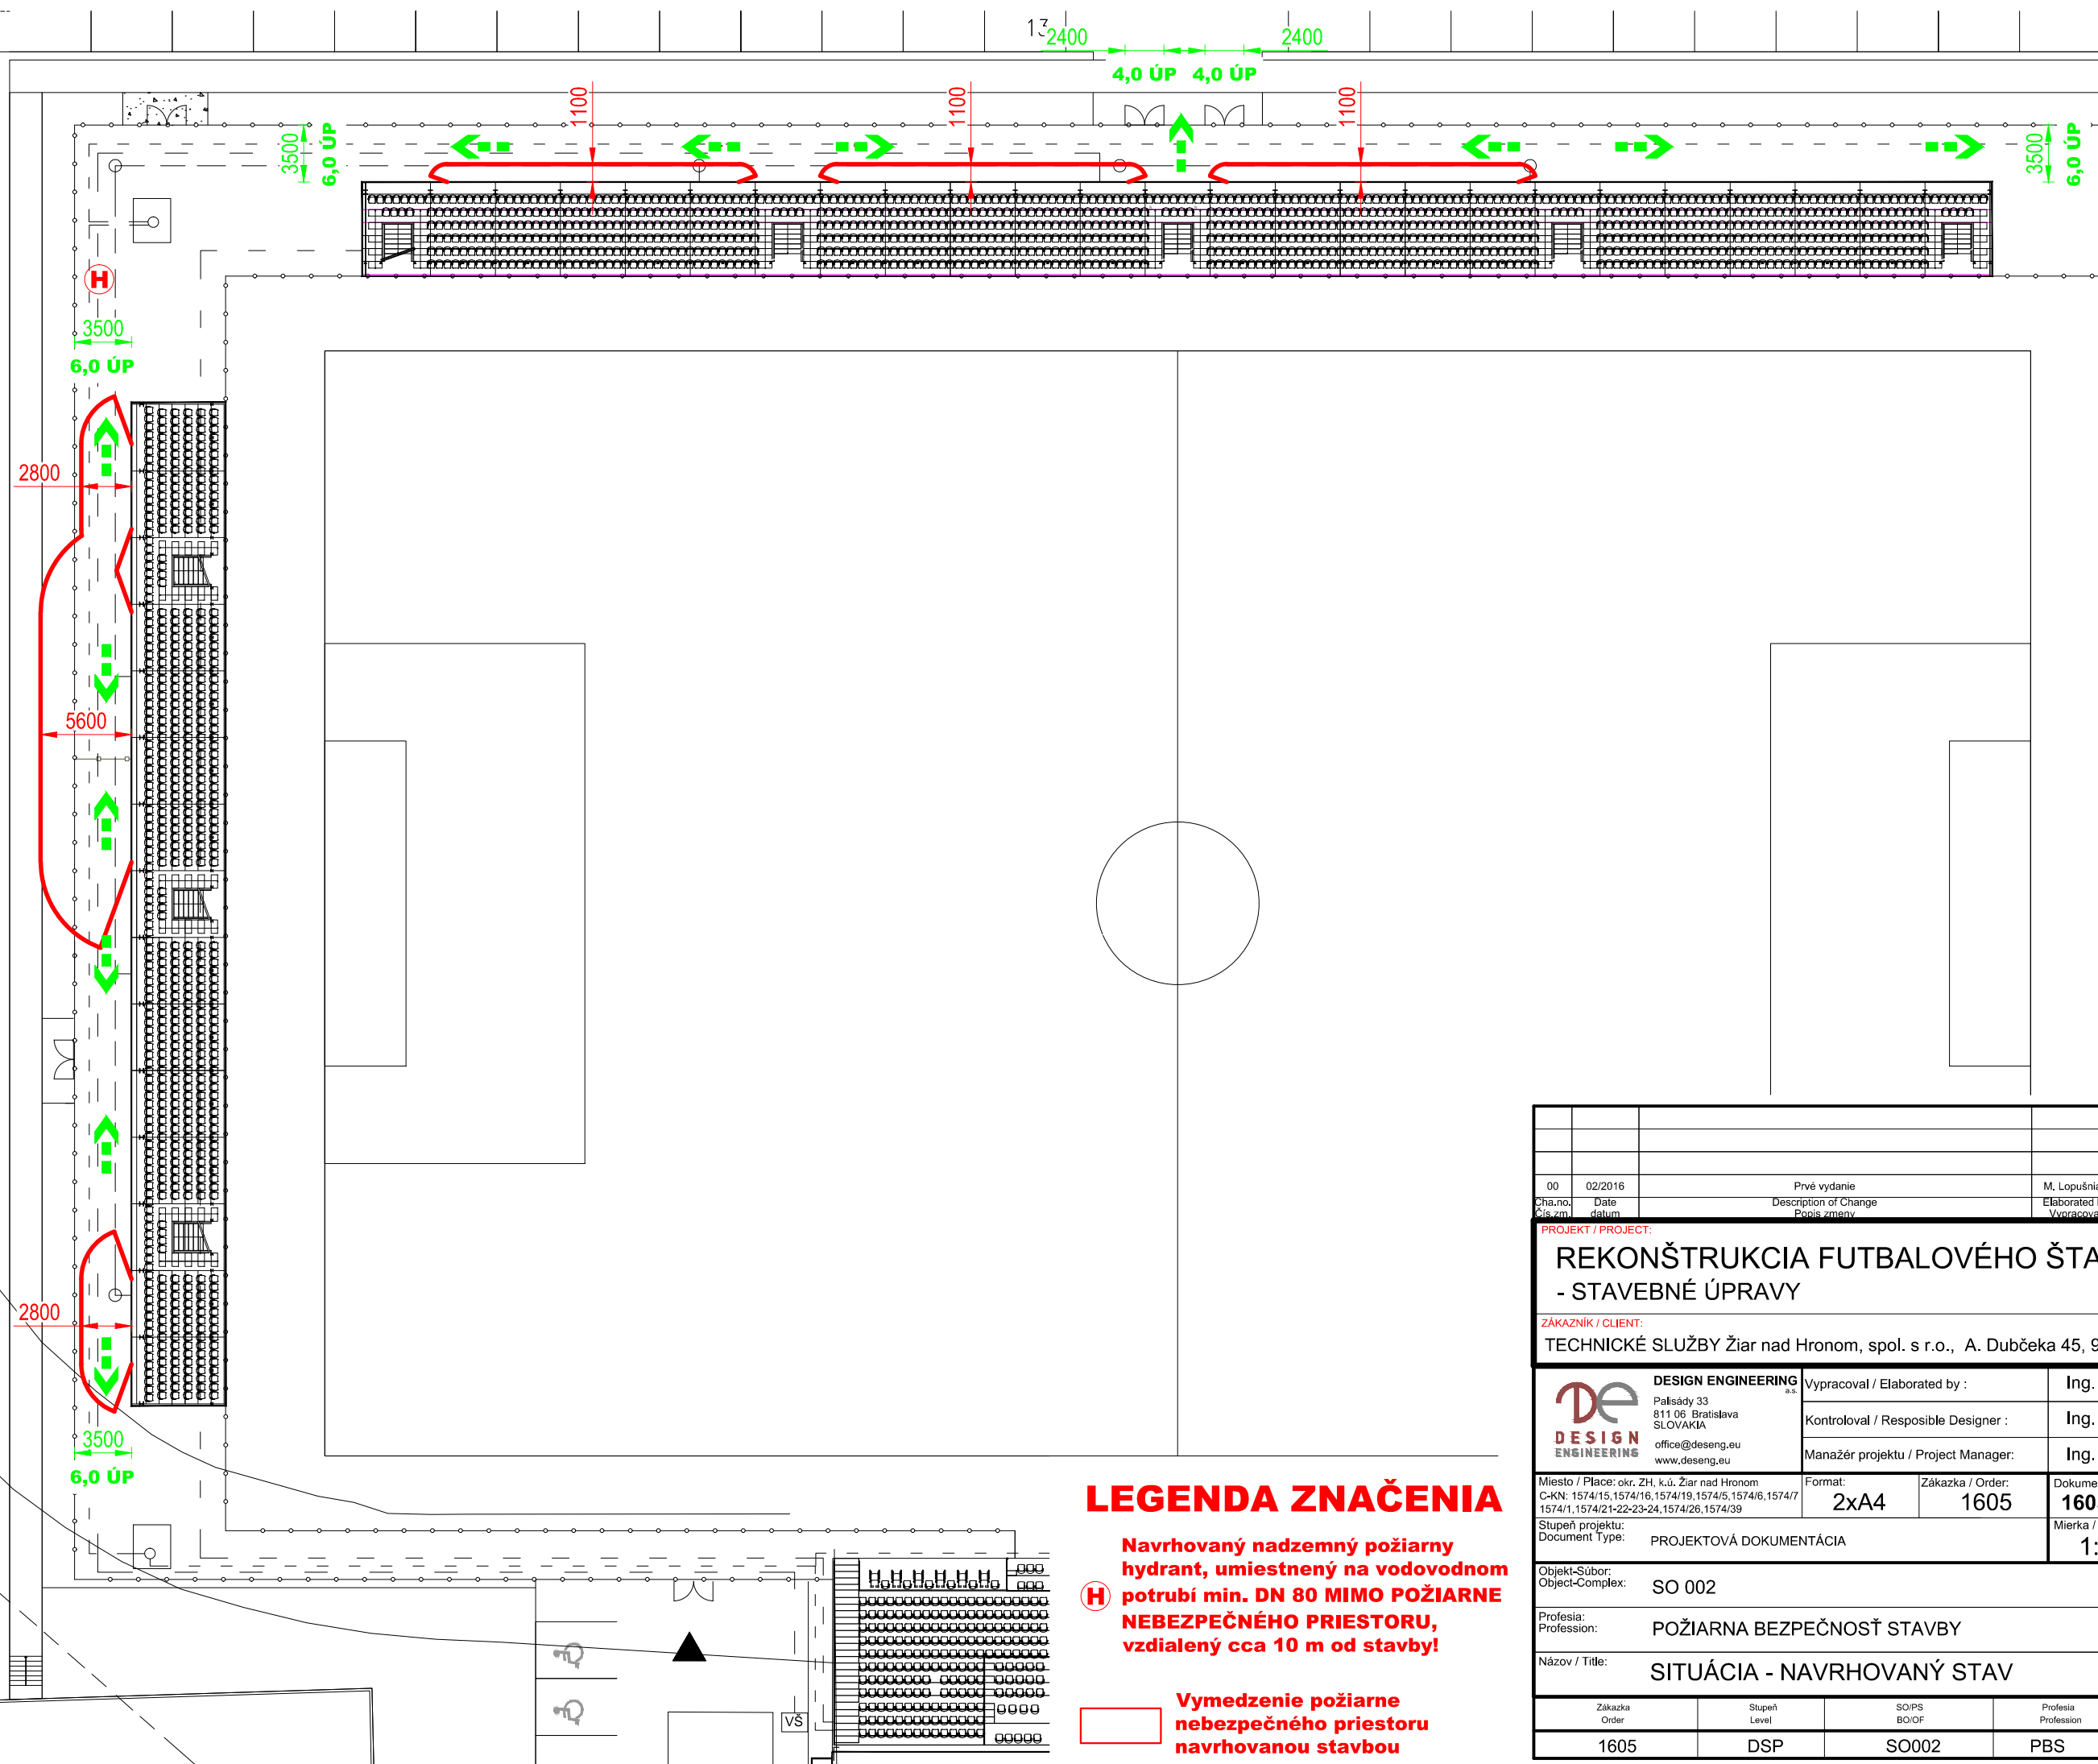 2400
2400
4,0 ÚP
4,0 ÚP
1100
1100
1100
3500
6,0 ÚP
3500
6,0 ÚP
H
3500
6,0 ÚP
2800
5600
2800
3500
6,0 ÚP
VŠ
LEGENDA ZNAČENIA
Navrhovaný nadzemný požiarny
hydrant, umiestnený na vodovodnom
H potrubí min. DN 80 MIMO POŽIARNE
NEBEZPEČNÉHO PRIESTORU,
vzdialený cca 10 m od stavby!
Vymedzenie požiarne
nebezpečného priestoru
navrhovanou stavbou
00 02/2016 Prvé vydanie M. Lopušnia
Cha.no. Date Description of Change Elaborated
Čís.zm. datum Popis zmeny Vypracova
PROJEKT / PROJECT:
REKONŠTRUKCIA FUTBALOVÉHO ŠTA
- STAVEBNÉ ÚPRAVY
ZÁKAZNÍK / CLIENT:
TECHNICKÉ SLUŽBY Žiar nad Hronom, spol. s r.o., A. Dubčeka 45, 9
DESIGN
ENGINEERING
DESIGN ENGINEERING
a.s.
Palisády 33
811 06 Bratislava
SLOVAKIA
office@deseng.eu
www.deseng.eu
Vypracoval / Elaborated by : Ing.
Kontroloval / Resposible Designer : Ing.
Manažér projektu / Project Manager: Ing.
Miesto / Place: okr. ZH, k.ú. Žiar nad Hronom
C-KN: 1574/15,1574/16,1574/19,1574/5,1574/6,1574/7
1574/1,1574/21-22-23-24,1574/26,1574/39
Format:
2xA4
Zákazka / Order:
1605
Dokume
160
Stupeň projektu:
Document Type: PROJEKTOVÁ DOKUMENTÁCIA
Mierka /
1:
Objekt-Súbor:
Object-Complex: SO 002
Profesia:
Profession: POŽIARNA BEZPEČNOSŤ STAVBY
Názov / Title: SITUÁCIA - NAVRHOVANÝ STAV
Zákazka Stupeň SO/PS Profesia
Order Level BO/OF Profession
1605 DSP SO002 PBS